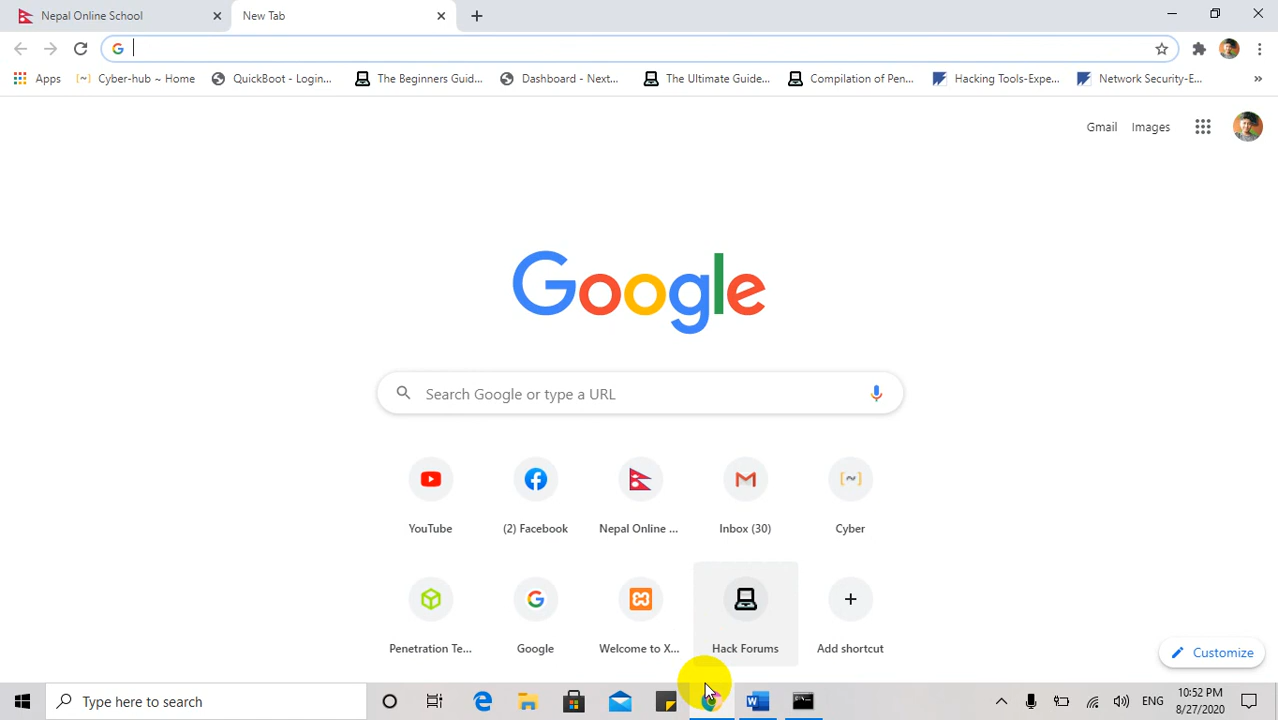 Nepal Online School
New Tab
Apps Cyber-hub ~ Home QuickBoot - Login... The Beginners Guid... Dashboard - Next... The Ultimate Guide... Compilation of Pen... Hacking Tools-Expe... Network Security-E... »
Gmail Images
Google
Search Google or type a URL
YouTube (2) Facebook Nepal Online ... Inbox (30) Cyber
Penetration Te... Google Welcome to X... Hack Forums Add shortcut
Customize
Type here to search
ENG
10:52 PM
8/27/2020